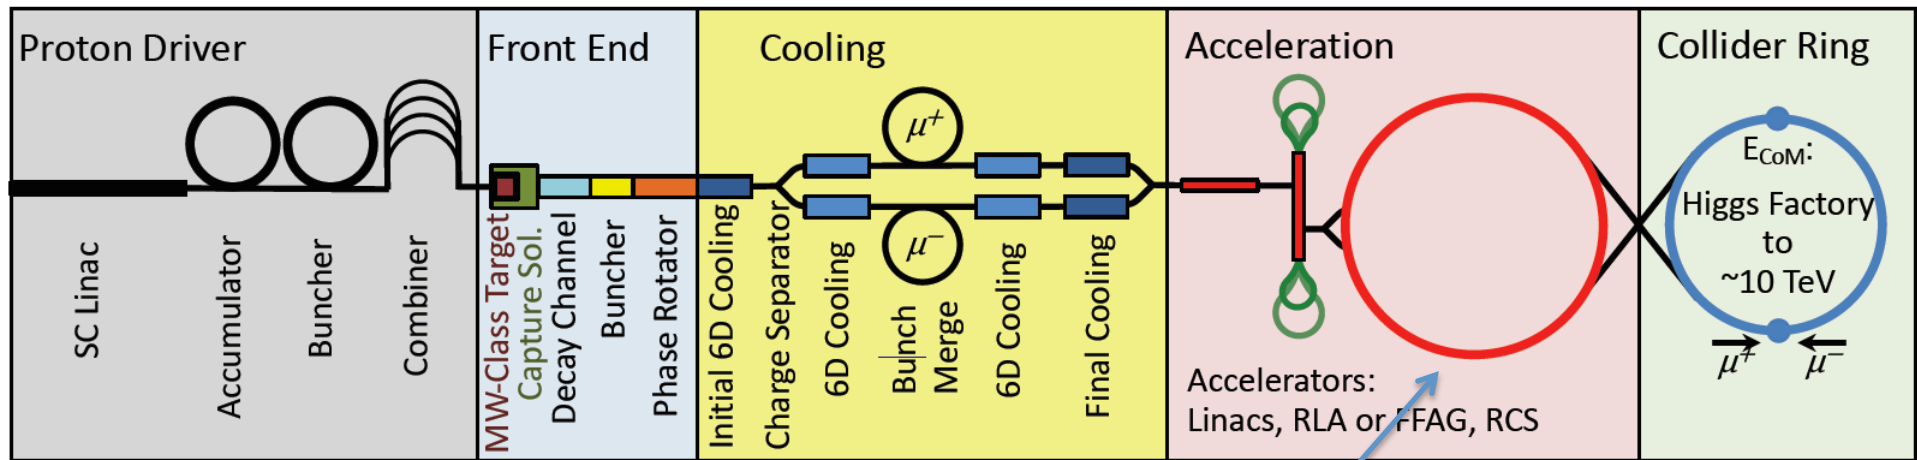 Proton Driver
SC Linac
Accumulator
Buncher
Combiner
Front End
MW-Class Target
Capture Sol.
Decay Channel
Buncher
Phase Rotator
Cooling
μ+
μ−
Initial 6D Cooling
Charge Separator
6D Cooling
Bunch
Merge
6D Cooling
Final Cooling
Acceleration
Accelerators:
Linacs, RLA or FFAG, RCS
Collider Ring
ECoM:
Higgs Factory
to
~10 TeV
μ+ μ−